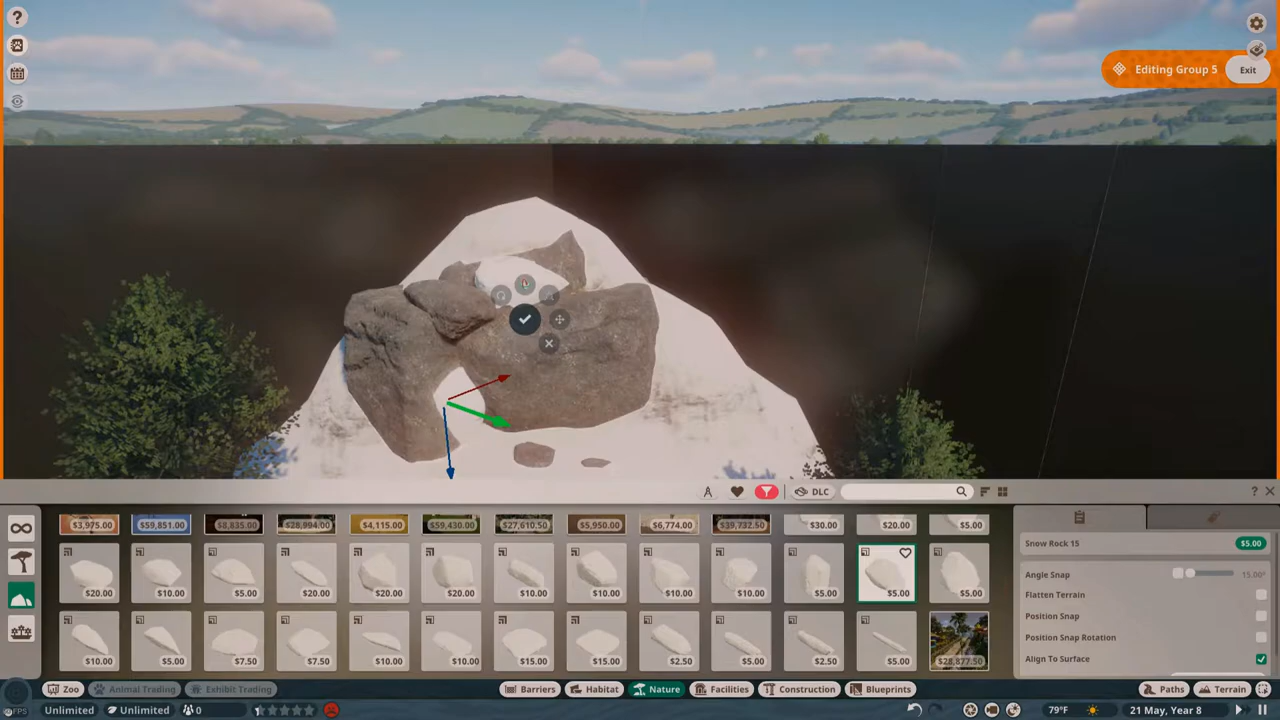 ?
Editing Group 5 Exit
DLC
? ×
$3,975.00 $59,851.00 $8,835.00 $28,994.00 $4,115.00 $59,430.00 $27,610.50 $5,950.00 $6,774.00 $39,732.50 $30.00 $20.00 $5.00
Snow Rock 15 $5.00
$20.00 $10.00 $5.00 $20.00 $20.00 $20.00 $10.00 $10.00 $10.00 $10.00 $5.00 $5.00 $5.00
Angle Snap 15.00°
Flatten Terrain
Position Snap
Position Snap Rotation
Align To Surface
$10.00 $5.00 $7.50 $7.50 $10.00 $10.00 $15.00 $15.00 $2.50 $5.00 $2.50 $5.00 $28,877.50
Zoo Animal Trading Exhibit Trading Barriers Habitat Nature Facilities Construction Blueprints Paths Terrain
FPS Unlimited Unlimited 0 79°F 21 May, Year 8